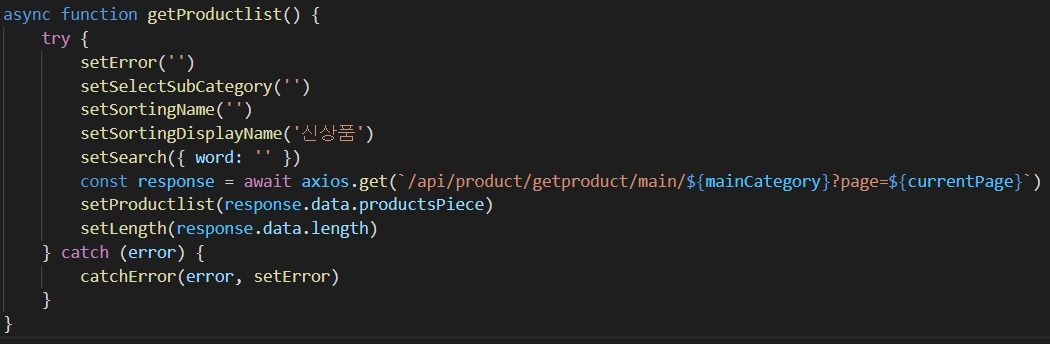 async function getProductlist() {
    try {
        setError('')
        setSelectSubCategory('')
        setSortingName('')
        setSortingDisplayName('신상품')
        setSearch({ word: '' })
        const response = await axios.get(`/api/product/getproduct/main/${mainCategory}?page=${currentPage}`)
        setProductlist(response.data.productsPiece)
        setLength(response.data.length)
    } catch (error) {
        catchError(error, setError)
    }
}